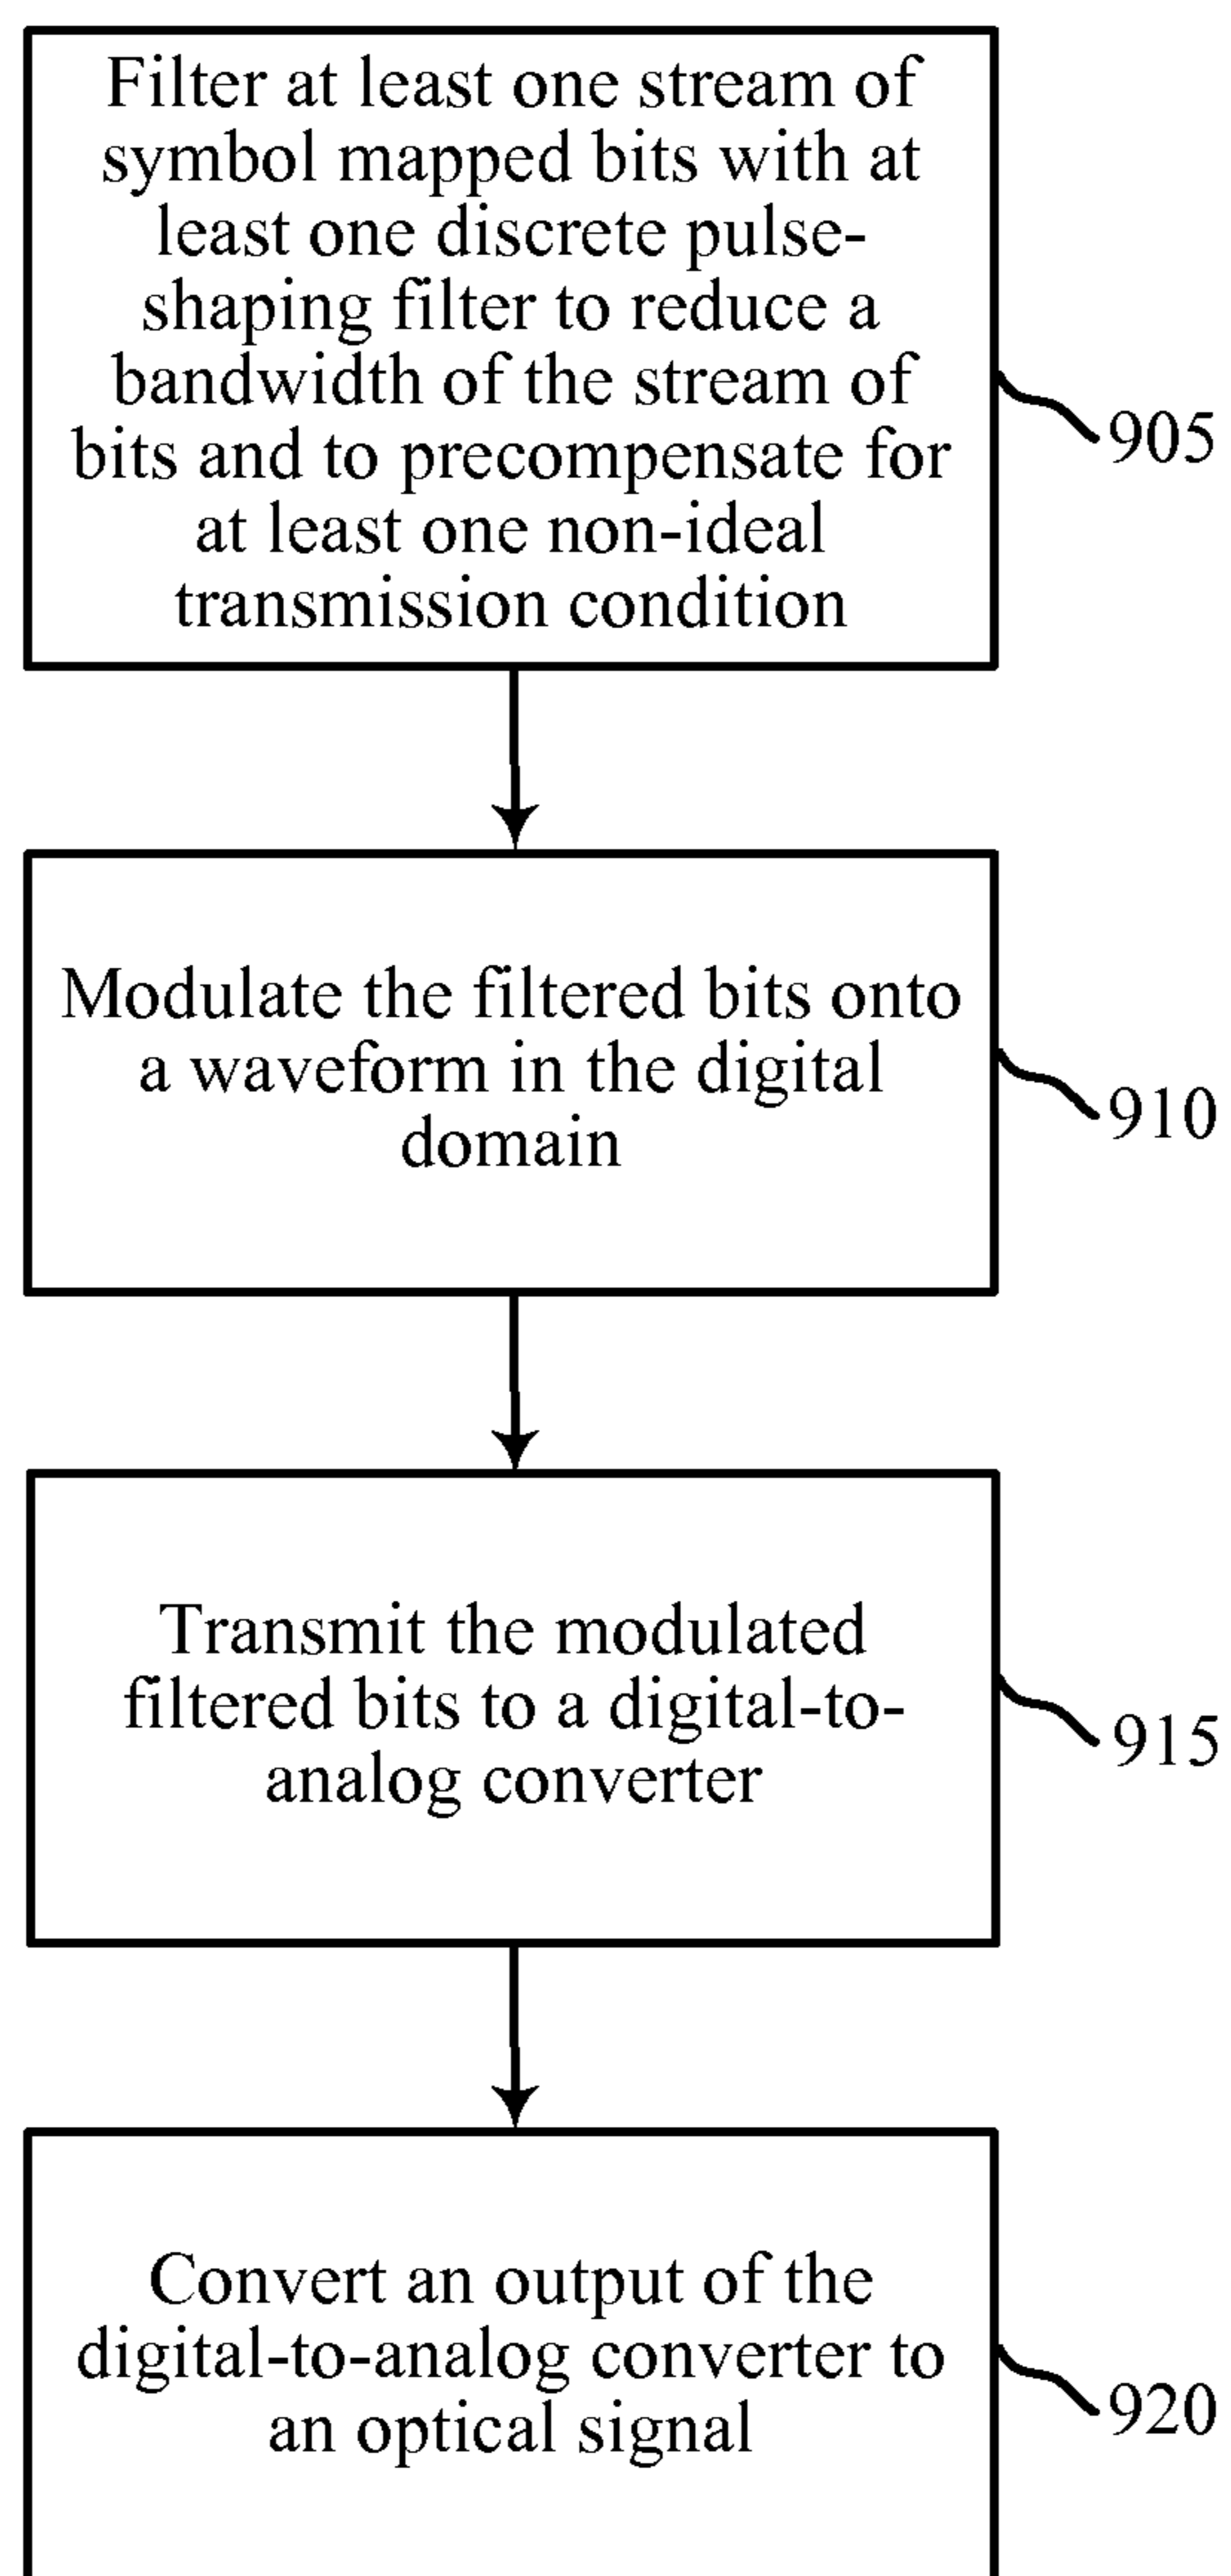 Filter at least one stream of
symbol mapped bits with at
least one discrete pulse-
shaping filter to reduce a
bandwidth of the stream of
bits and to precompensate for
at least one non-ideal
transmission condition
905
Modulate the filtered bits onto
a waveform in the digital
domain
910
Transmit the modulated
filtered bits to a digital-to-
analog converter
915
Convert an output of the
digital-to-analog converter to
an optical signal
920